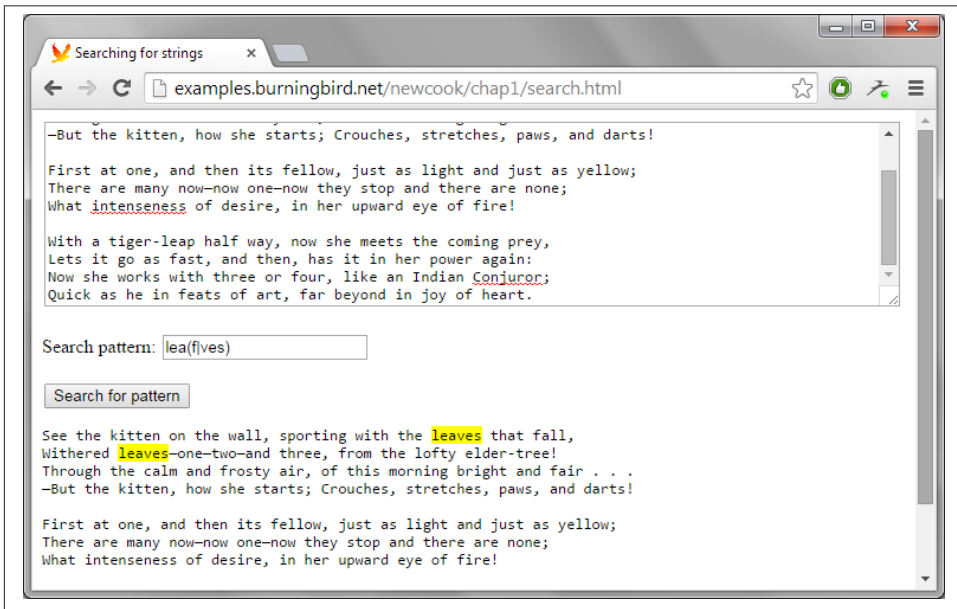 Searching for strings
examples.burningbird.net/newcook/chap1/search.html
—But the kitten, how she starts; Crouches, stretches, paws, and darts!
First at one, and then its fellow, just as light and just as yellow;
There are many now—now one—now they stop and there are none;
What intenseness of desire, in her upward eye of fire!
With a tiger-leap half way, now she meets the coming prey,
Lets it go as fast, and then, has it in her power again:
Now she works with three or four, like an Indian Conjuror;
Quick as he in feats of art, far beyond in joy of heart.
Search pattern: lea(f|ves)
Search for pattern
See the kitten on the wall, sporting with the leaves that fall,
Withered leaves—one—two—and three, from the lofty elder-tree!
Through the calm and frosty air, of this morning bright and fair . . .
—But the kitten, how she starts; Crouches, stretches, paws, and darts!
First at one, and then its fellow, just as light and just as yellow;
There are many now—now one—now they stop and there are none;
What intenseness of desire, in her upward eye of fire!